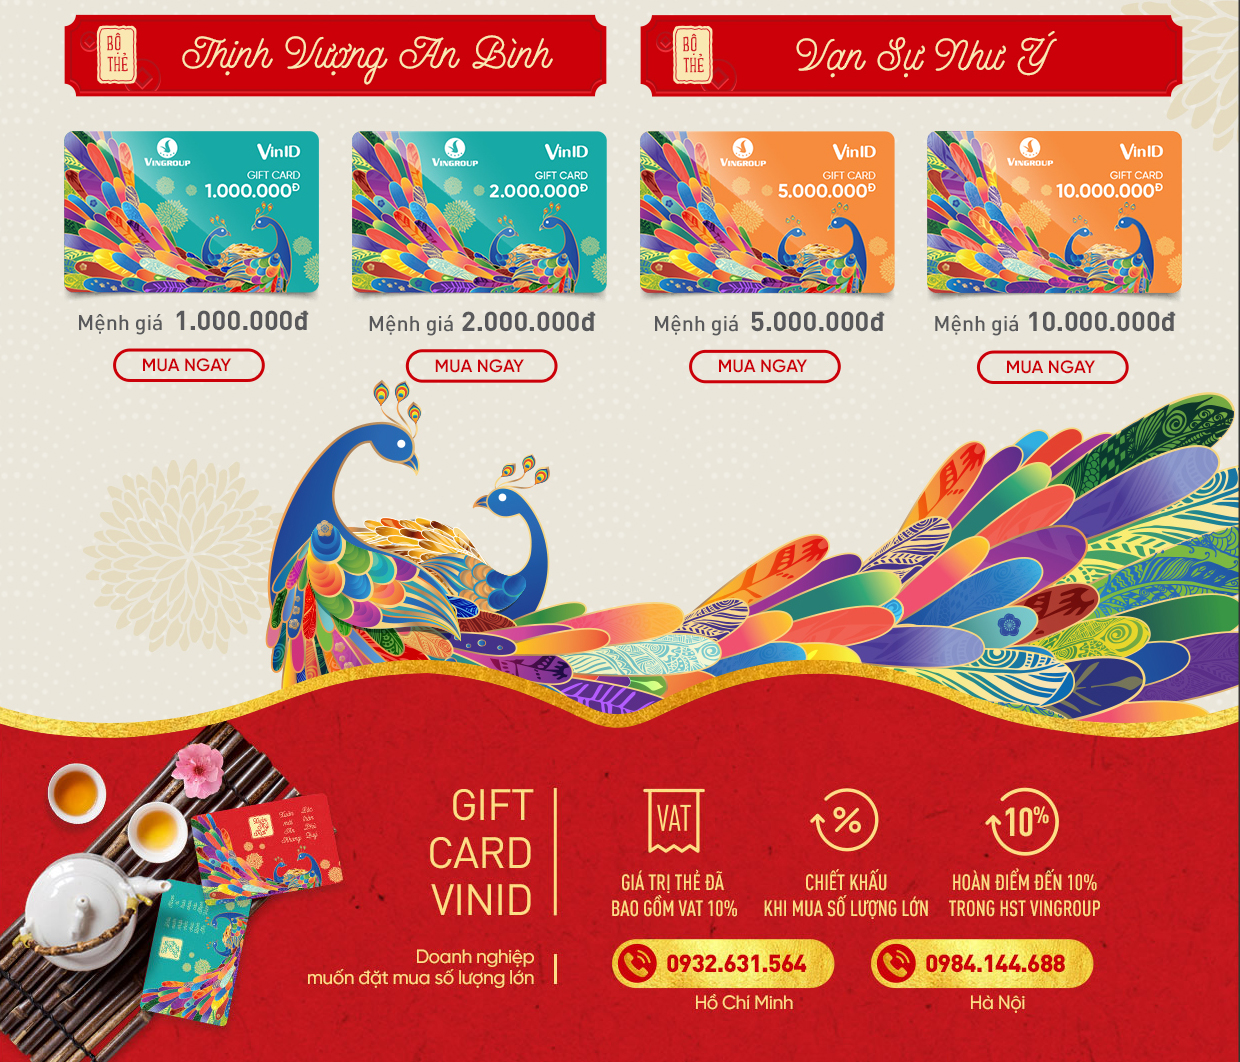 BỘ
THẺ
Thịnh Vượng An Bình
BỘ
THẺ
Vạn Sự Như Ý
VINGROUP
VinID
GIFT CARD
1.000.000Đ
VINGROUP
VinID
GIFT CARD
2.000.000Đ
VINGROUP
VinID
GIFT CARD
5.000.000Đ
VINGROUP
VinID
GIFT CARD
10.000.000Đ
Mệnh giá 1.000.000đ
Mệnh giá 2.000.000đ
Mệnh giá 5.000.000đ
Mệnh giá 10.000.000đ
MUA NGAY
MUA NGAY
MUA NGAY
MUA NGAY
GIFT
CARD
VINID
VAT
GIÁ TRỊ THẺ ĐÃ
BAO GỒM VAT 10%
%
CHIẾT KHẤU
KHI MUA SỐ LƯỢNG LỚN
10%
HOÀN ĐIỂM ĐẾN 10%
TRONG HST VINGROUP
Doanh nghiệp
muốn đặt mua số lượng lớn
0932.631.564
Hồ Chí Minh
0984.144.688
Hà Nội